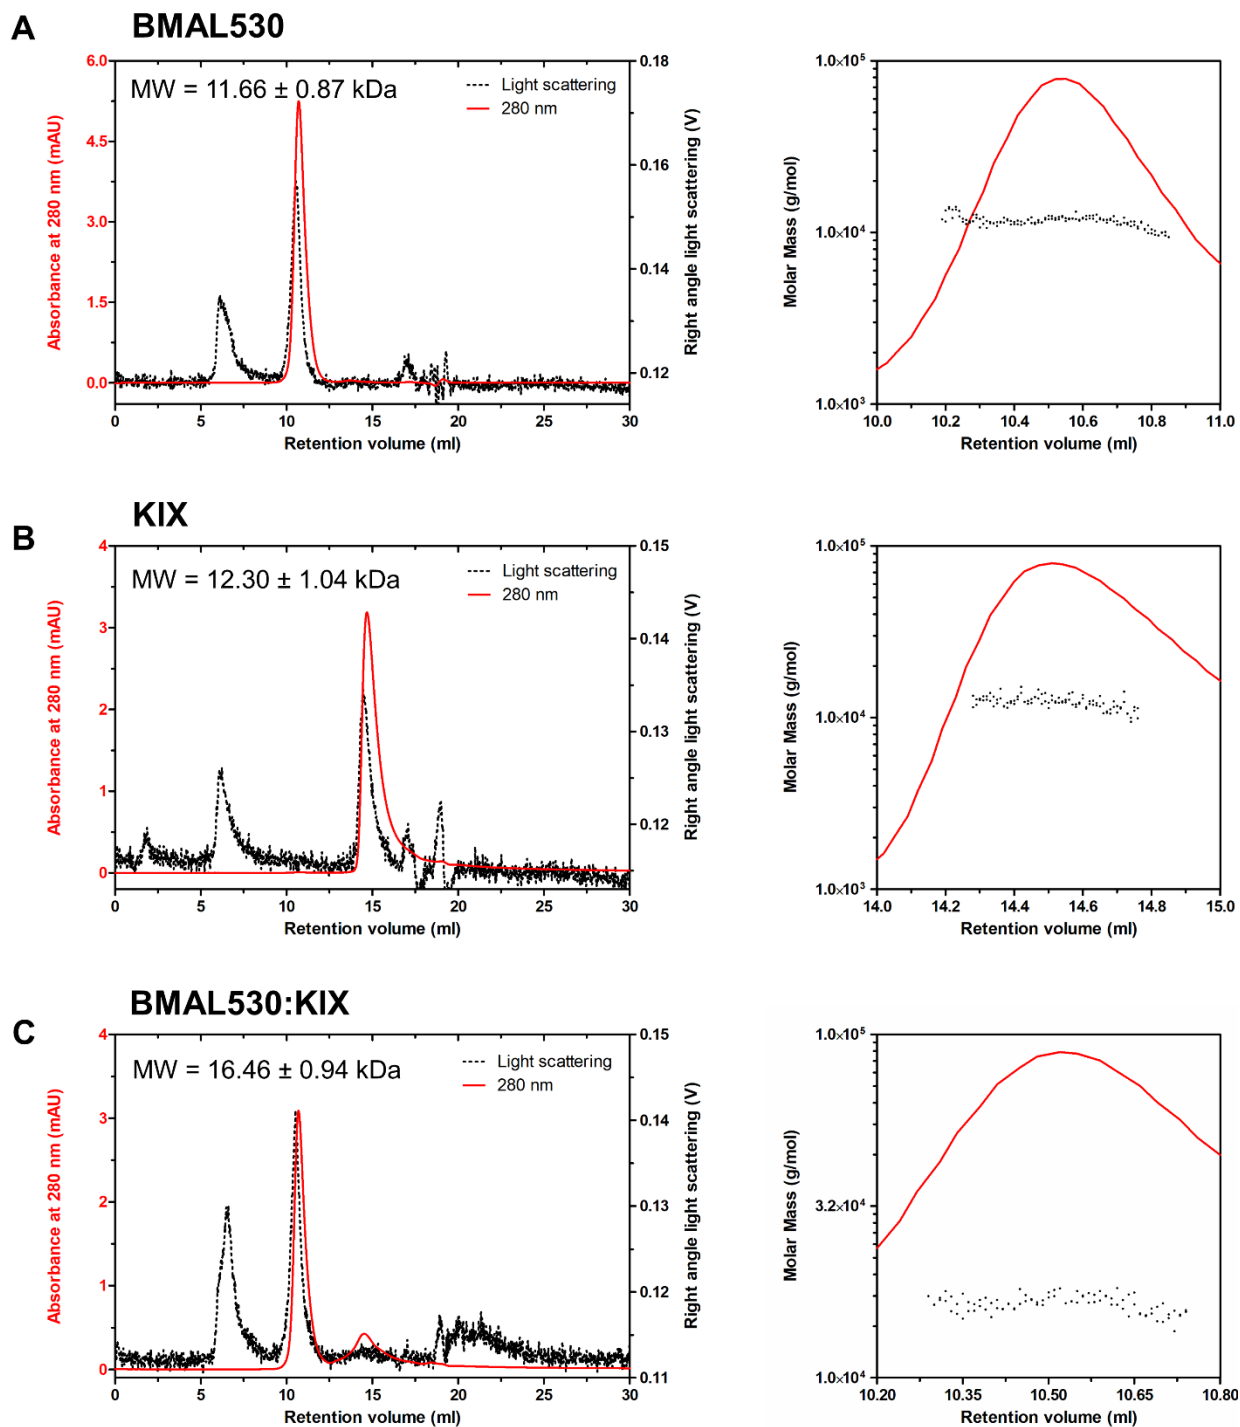 A
BMAL530
MW = 11.66 ± 0.87 kDa
Light scattering
280 nm
Absorbance at 280 nm (mAU)
6.0
4.5
3.0
1.5
0.0
Right angle light scattering (V)
0.18
0.16
0.14
0.12
0 5 10 15 20 25 30
Retention volume (ml)
Molar Mass (g/mol)
1.0×10⁵
1.0×10⁴
1.0×10³
10.0 10.2 10.4 10.6 10.8 11.0
Retention volume (ml)
B
KIX
MW = 12.30 ± 1.04 kDa
Light scattering
280 nm
Absorbance at 280 nm (mAU)
4
3
2
1
0
Right angle light scattering (V)
0.15
0.14
0.13
0.12
0 5 10 15 20 25 30
Retention volume (ml)
Molar Mass (g/mol)
1.0×10⁵
1.0×10⁴
1.0×10³
14.0 14.2 14.4 14.6 14.8 15.0
Retention volume (ml)
C
BMAL530:KIX
MW = 16.46 ± 0.94 kDa
Light scattering
280 nm
Absorbance at 280 nm (mAU)
4
3
2
1
0
Right angle light scattering (V)
0.15
0.14
0.13
0.12
0.11
0 5 10 15 20 25 30
Retention volume (ml)
Molar Mass (g/mol)
1.0×10⁵
3.2×10⁴
1.0×10⁴
10.20 10.35 10.50 10.65 10.80
Retention volume (ml)